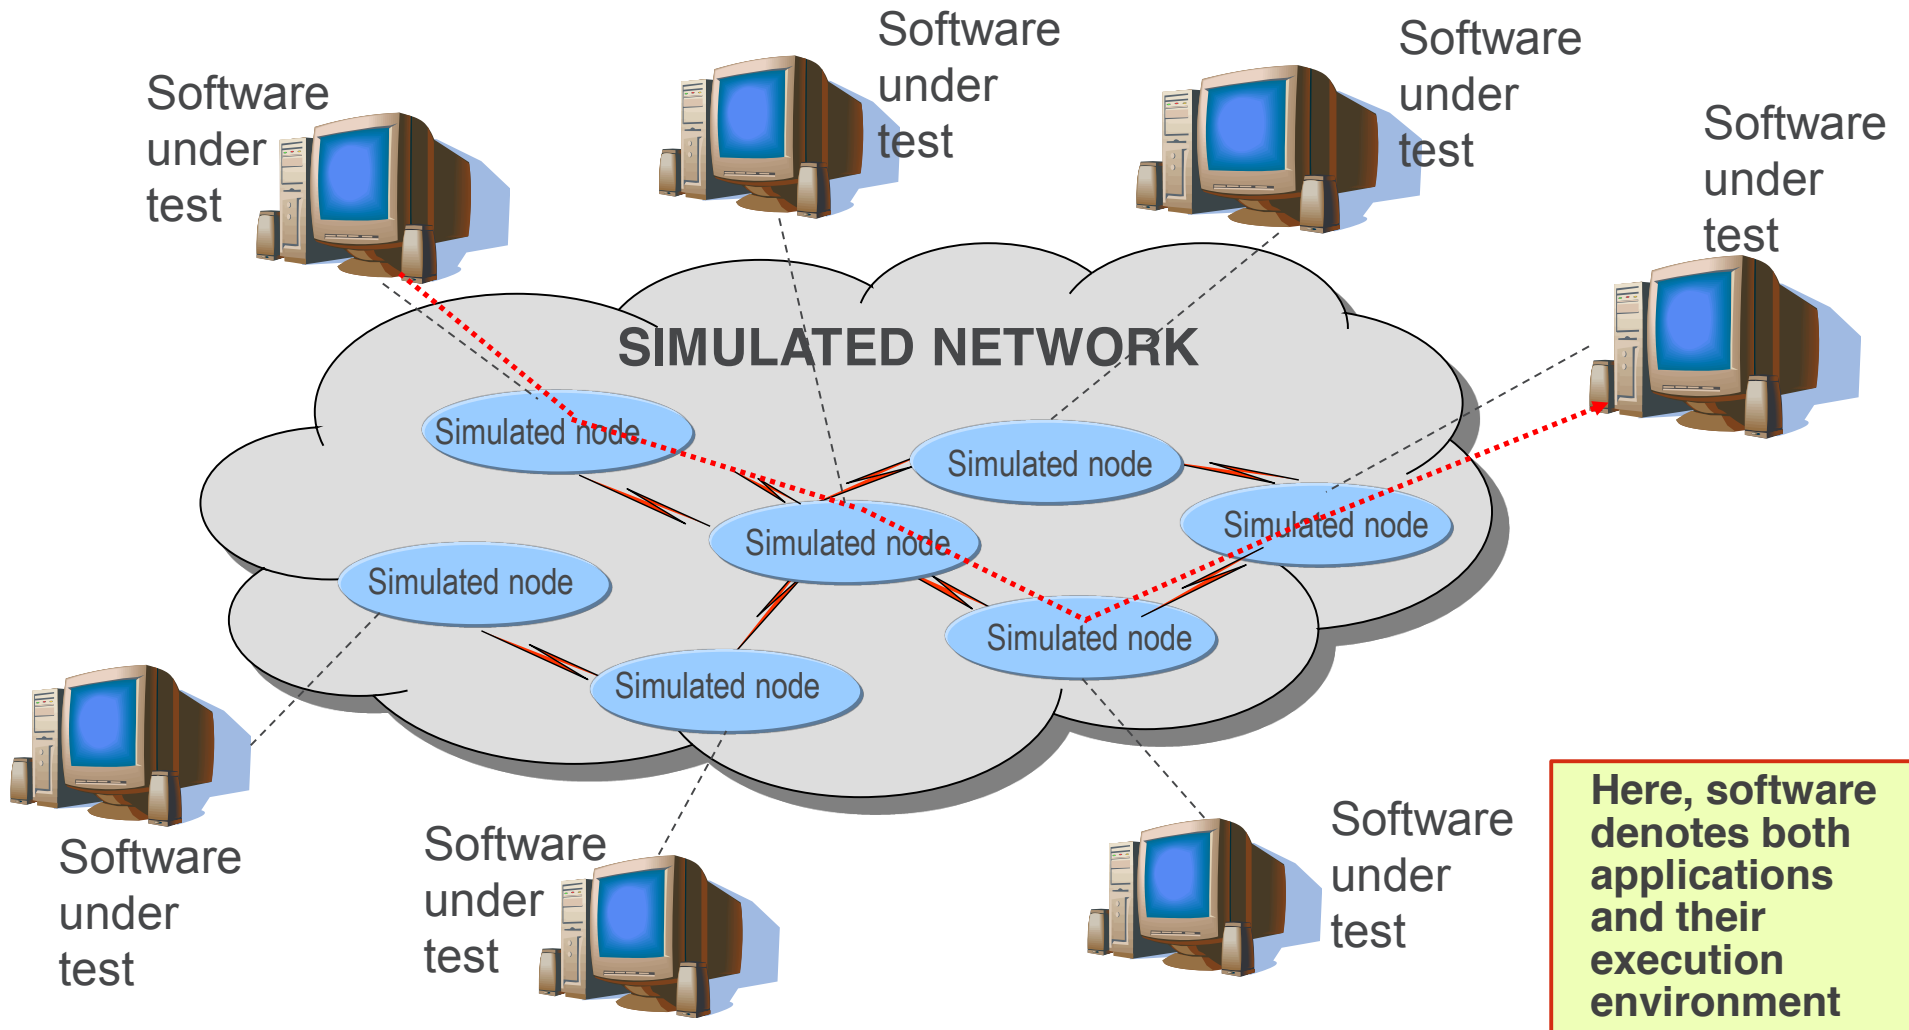 Software
under
test
Software
under
test
Software
under
test
Software
under
test
SIMULATED NETWORK
Simulated node
Simulated node
Simulated node
Simulated node
Simulated node
Simulated node
Simulated node
Software
under
test
Software
under
test
Software
under
test
Here, software
denotes both
applications
and their
execution
environment